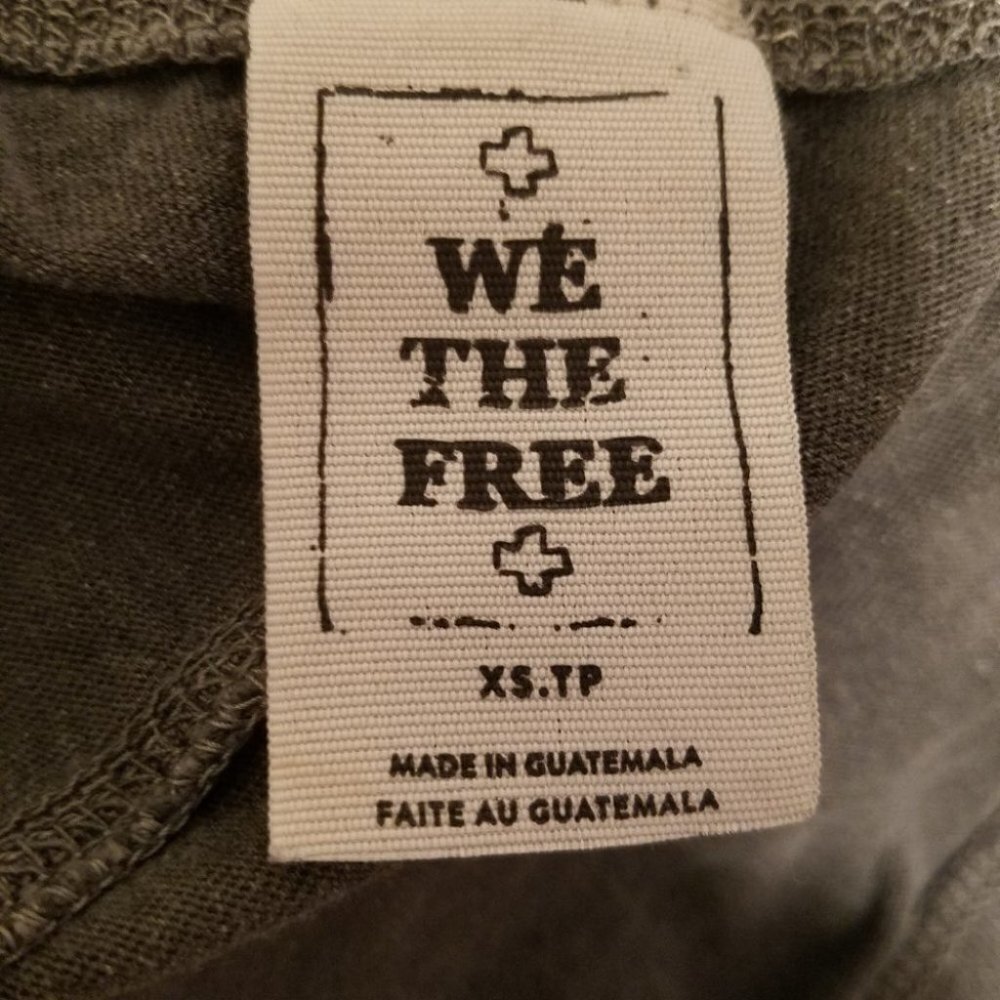 WE
THE
FREE
XS.TP
MADE IN GUATEMALA
FAITE AU GUATEMALA